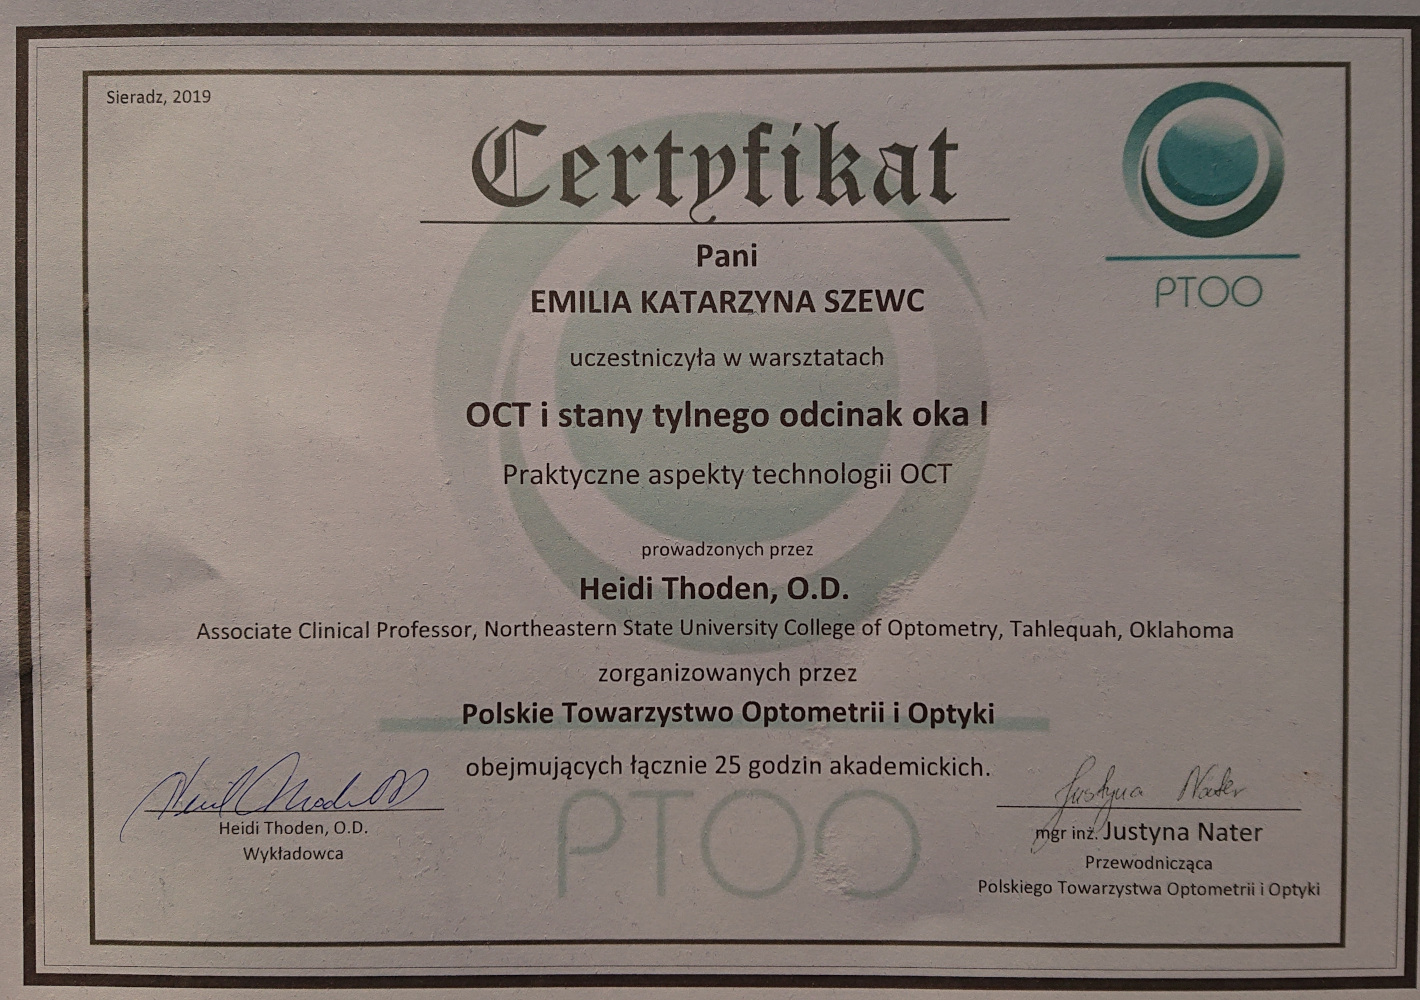 Sieradz, 2019
Certyfikat
PTOO
Pani
EMILIA KATARZYNA SZEWC
uczestniczyła w warsztatach
OCT i stany tylnego odcinak oka I
Praktyczne aspekty technologii OCT
prowadzonych przez
Heidi Thoden, O.D.
Associate Clinical Professor, Northeastern State University College of Optometry, Tahlequah, Oklahoma
zorganizowanych przez
Polskie Towarzystwo Optometrii i Optyki
obejmujących łącznie 25 godzin akademickich.
Heidi Thoden, O.D.
Wykładowca
PTOO
Justyna Nater
mgr inż. Justyna Nater
Przewodnicząca
Polskiego Towarzystwa Optometrii i Optyki